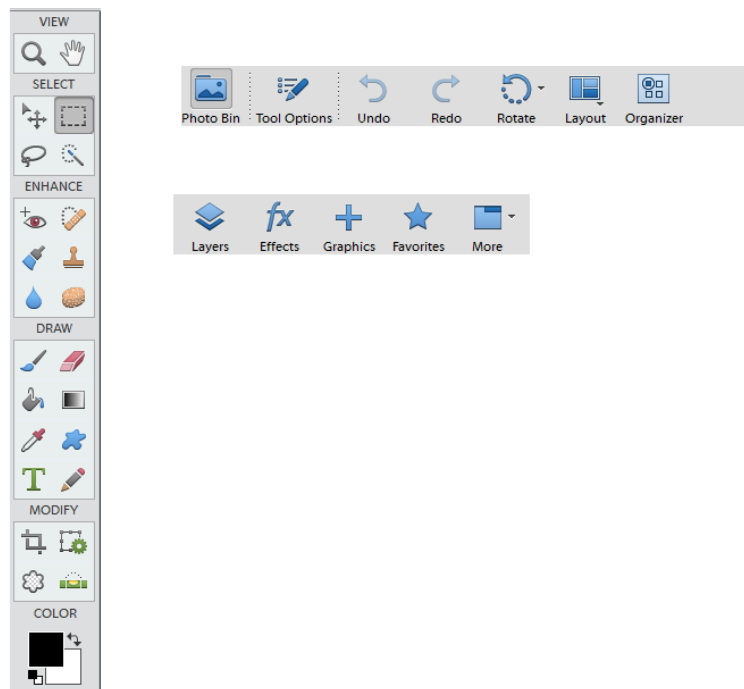 VIEW
SELECT
ENHANCE
DRAW
MODIFY
COLOR
Photo Bin Tool Options Undo Redo Rotate Layout Organizer
Layers Effects Graphics Favorites More